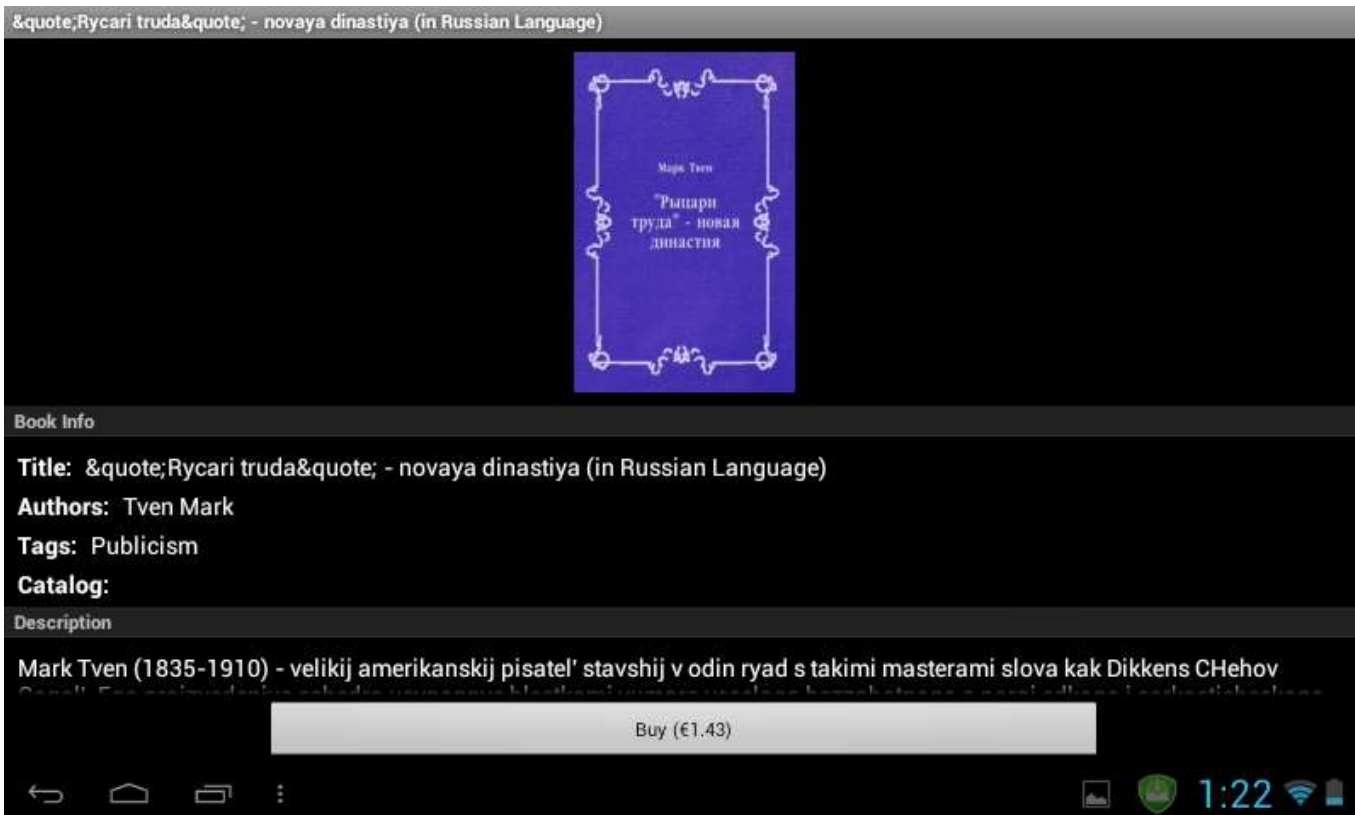 &quote;Rycari truda&quote; - novaya dinastiya (in Russian Language)
Марк Твен
"Рыцари
труда" - новая
династия
Book Info
Title: &quote;Rycari truda&quote; - novaya dinastiya (in Russian Language)
Authors: Tven Mark
Tags: Publicism
Catalog:
Description
Mark Tven (1835-1910) - velikij amerikanskij pisatel' stavshij v odin ryad s takimi masterami slova kak Dikkens CHehov
Buy (€1.43)
1:22